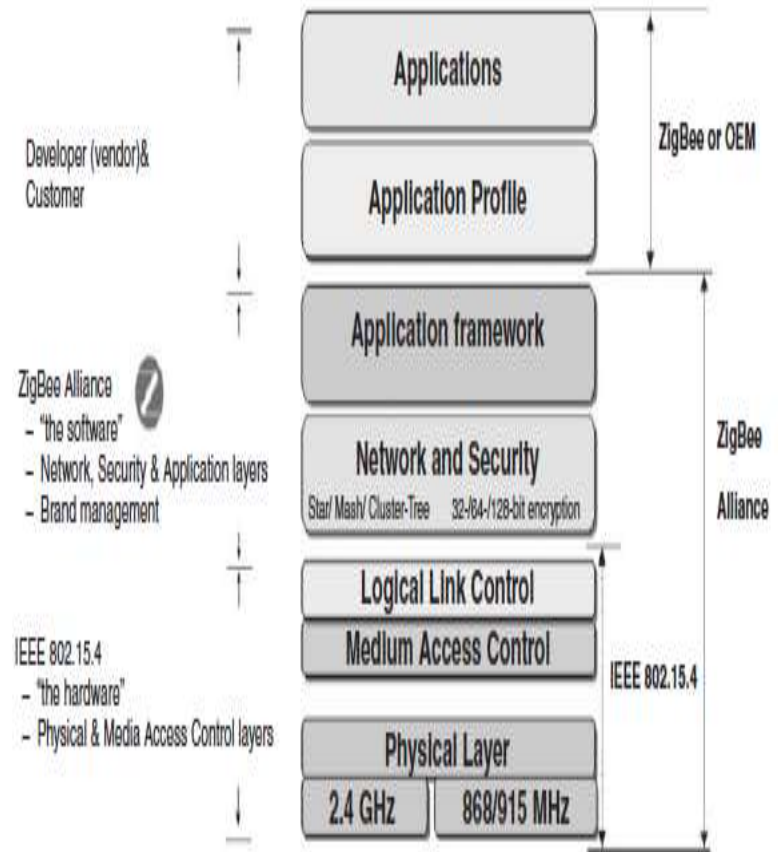 Applications
Application Profile
Application framework
Network and Security
Star/ Mash/ Cluster-Tree 32-/64-/128-bit encryption
Logical Link Control
Medium Access Control
Physical Layer
2.4 GHz 868/915 MHz
Developer (vendor)&
Customer
ZigBee Alliance
– "the software"
– Network, Security & Application layers
– Brand management
IEEE 802.15.4
– "the hardware"
– Physical & Media Access Control layers
ZigBee or OEM
ZigBee
Alliance
IEEE 802.15.4